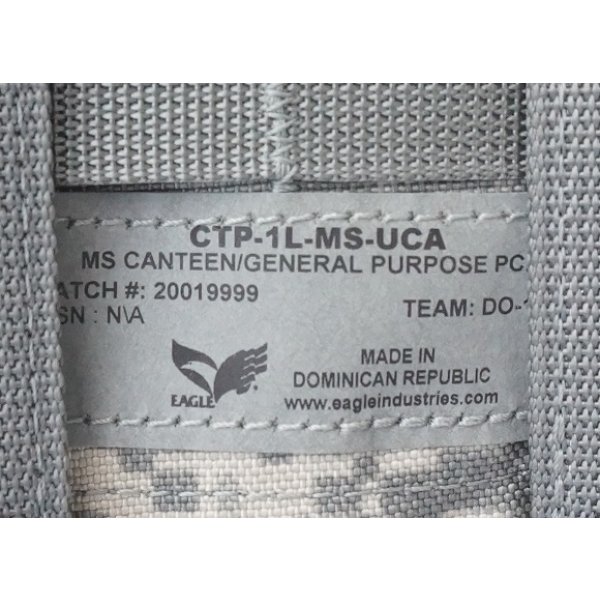 CTP-1L-MS-UCA
MS CANTEEN/GENERAL PURPOSE PC
ATCH #: 20019999
SN : N\A
TEAM: DO-1
EAGLE
MADE IN
DOMINICAN REPUBLIC
www.eagleindustries.com